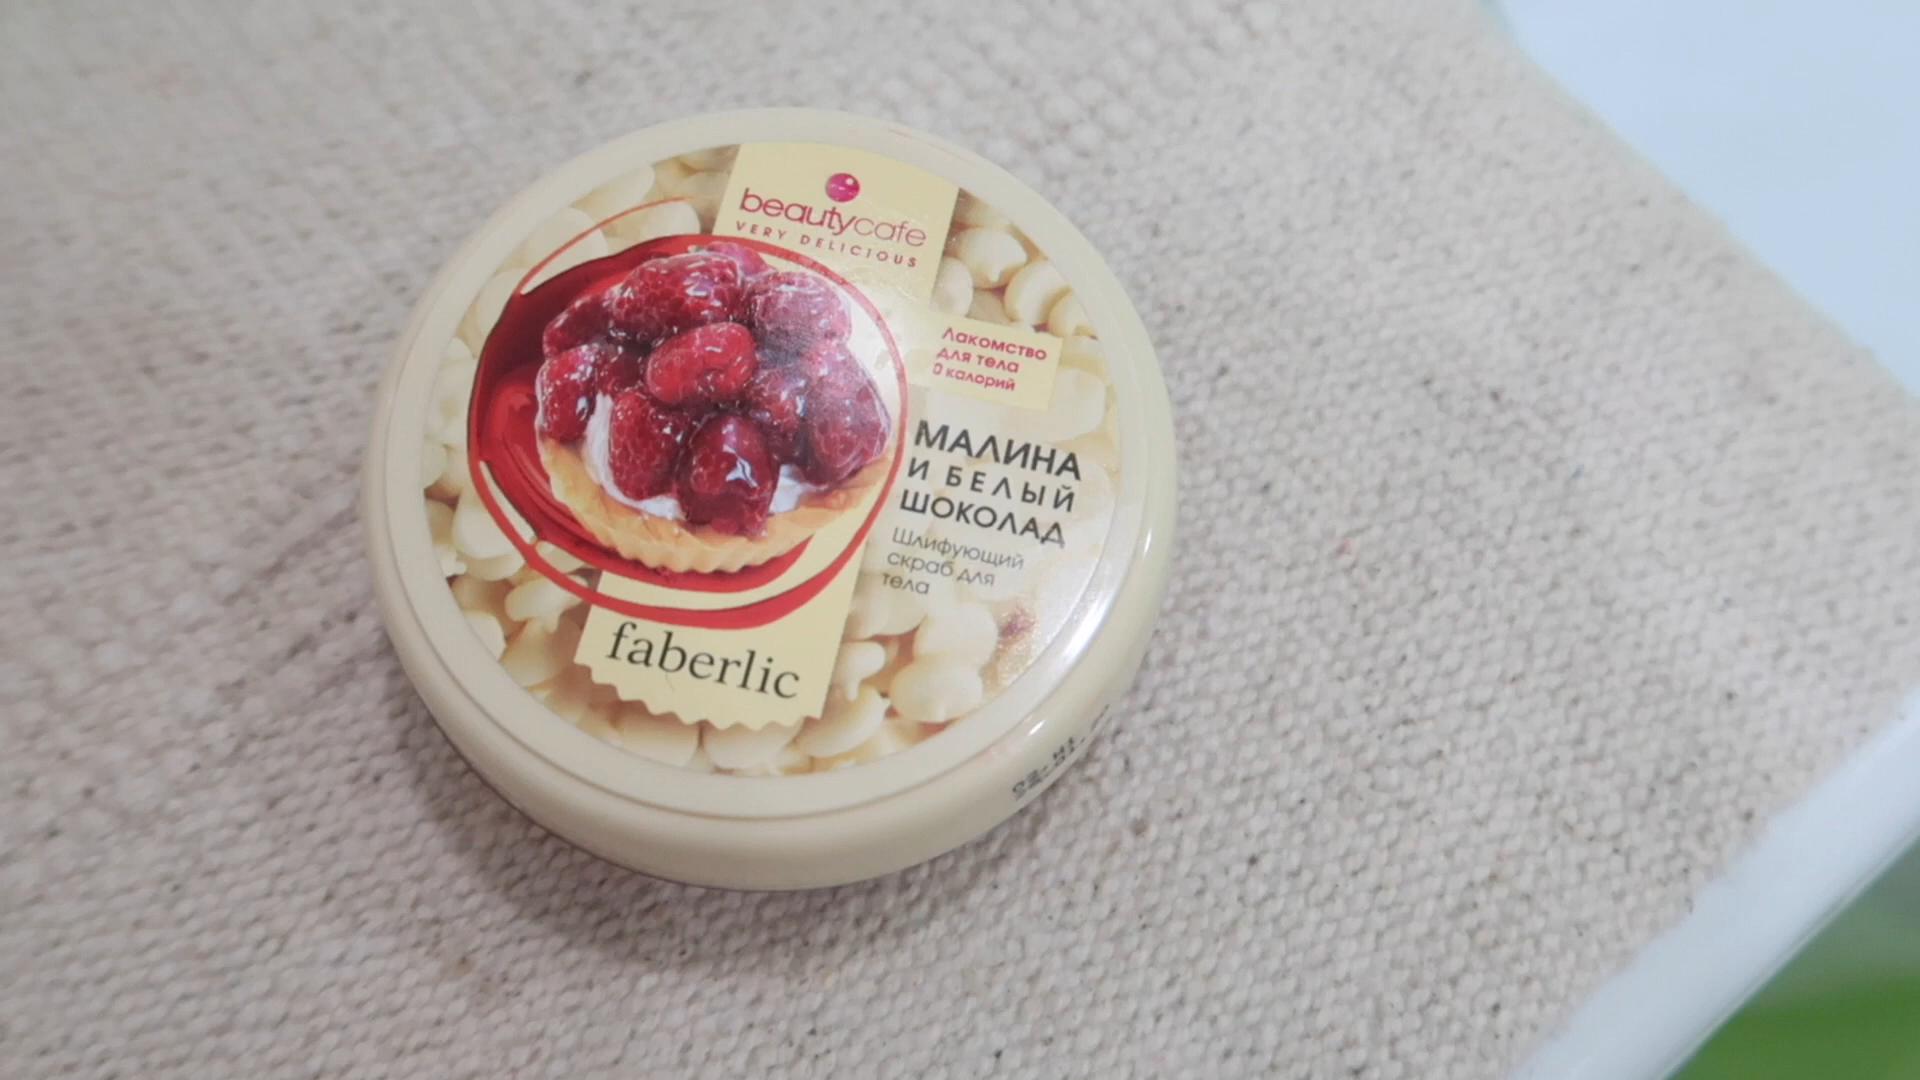 beautycafe
VERY DELICIOUS
Лакомство
для тела
0 калорий
МАЛИНА
И БЕЛЫЙ
ШОКОЛАД
Шлифующий
скраб для
тела
faberlic